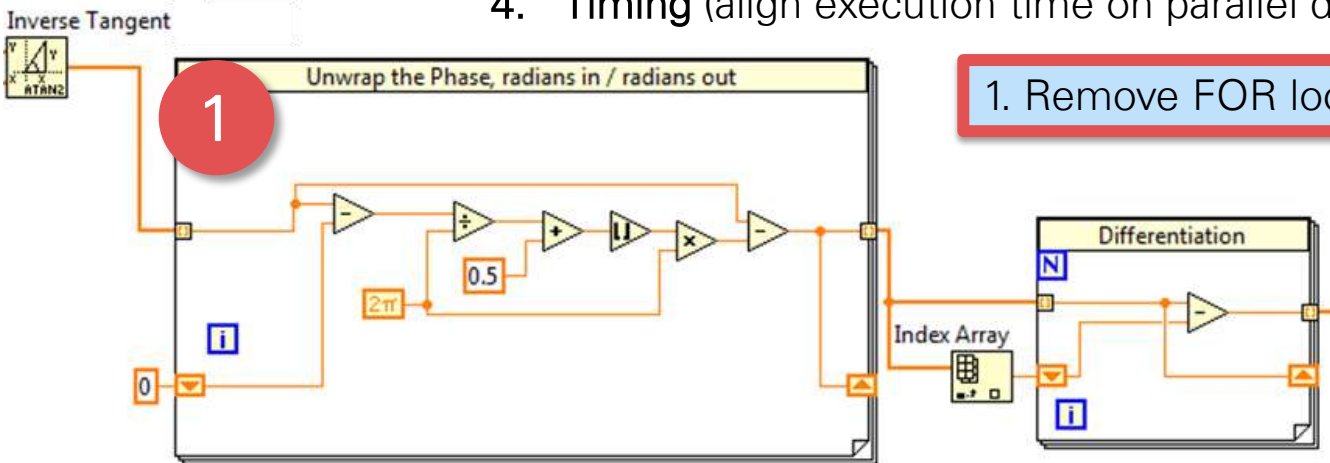 4. Timing (align execution time on parallel d
Inverse Tangent
Y
Y
X
X
ATAN2
1
Unwrap the Phase, radians in / radians out
1. Remove FOR loo
- ÷ + × -
0.5
2π
i
0
Differentiation
N
-
Index Array
i